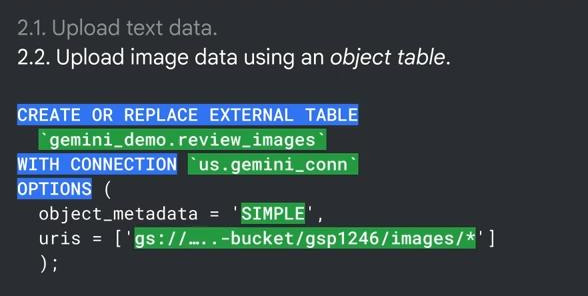 2.1. Upload text data.
2.2. Upload image data using an object table.
CREATE OR REPLACE EXTERNAL TABLE
`gemini_demo.review_images`
WITH CONNECTION `us.gemini_conn`
OPTIONS (
object_metadata = 'SIMPLE',
uris = ['gs://…..-bucket/gsp1246/images/*']
);